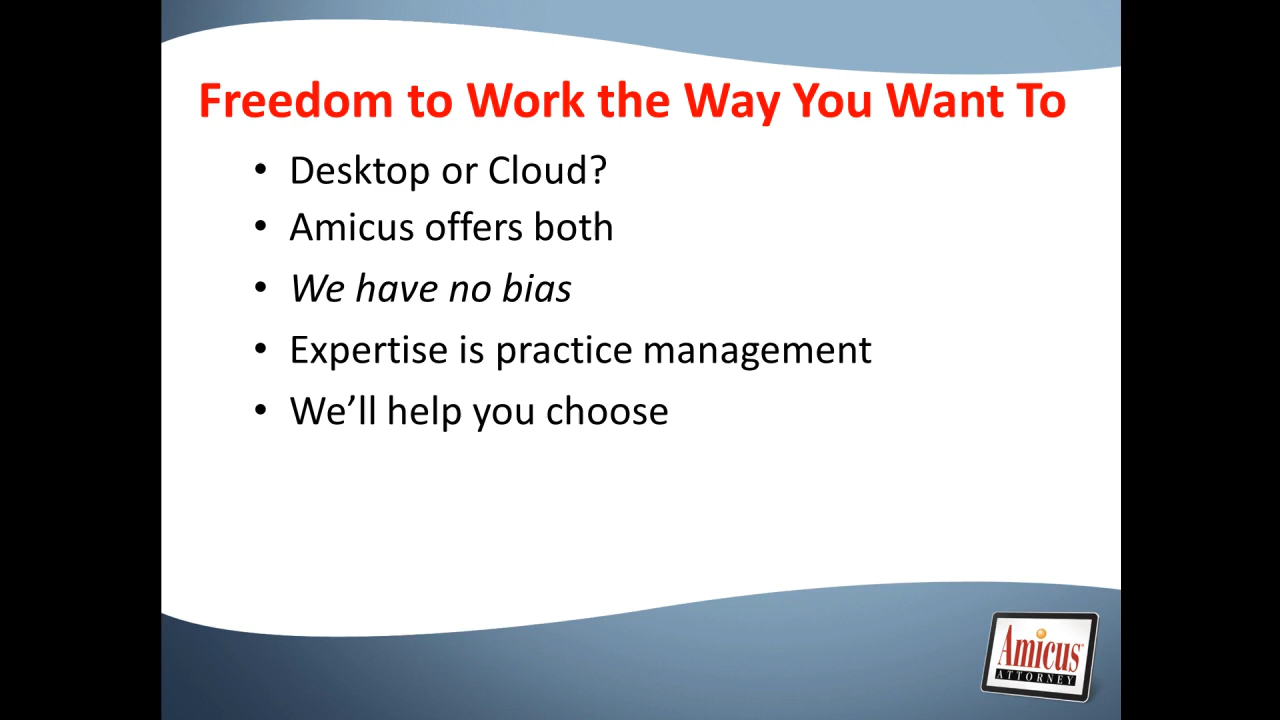 Freedom to Work the Way You Want To
• Desktop or Cloud?
• Amicus offers both
• We have no bias
• Expertise is practice management
• We’ll help you choose
Amicus
ATTORNEY